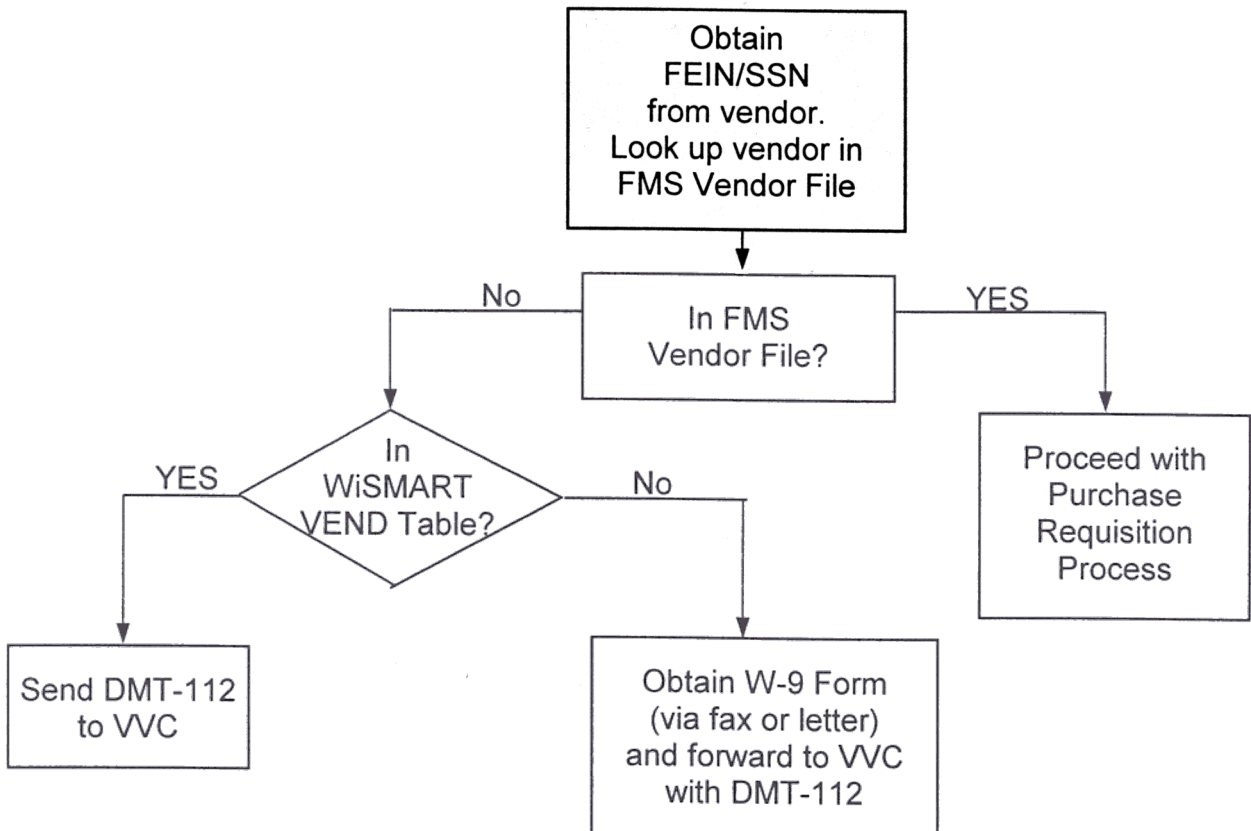 Obtain
FEIN/SSN
from vendor.
Look up vendor in
FMS Vendor File
No
In FMS
Vendor File?
YES
YES
In
WiSMART
VEND Table?
No
Proceed with
Purchase
Requisition
Process
Send DMT-112
to VVC
Obtain W-9 Form
(via fax or letter)
and forward to VVC
with DMT-112